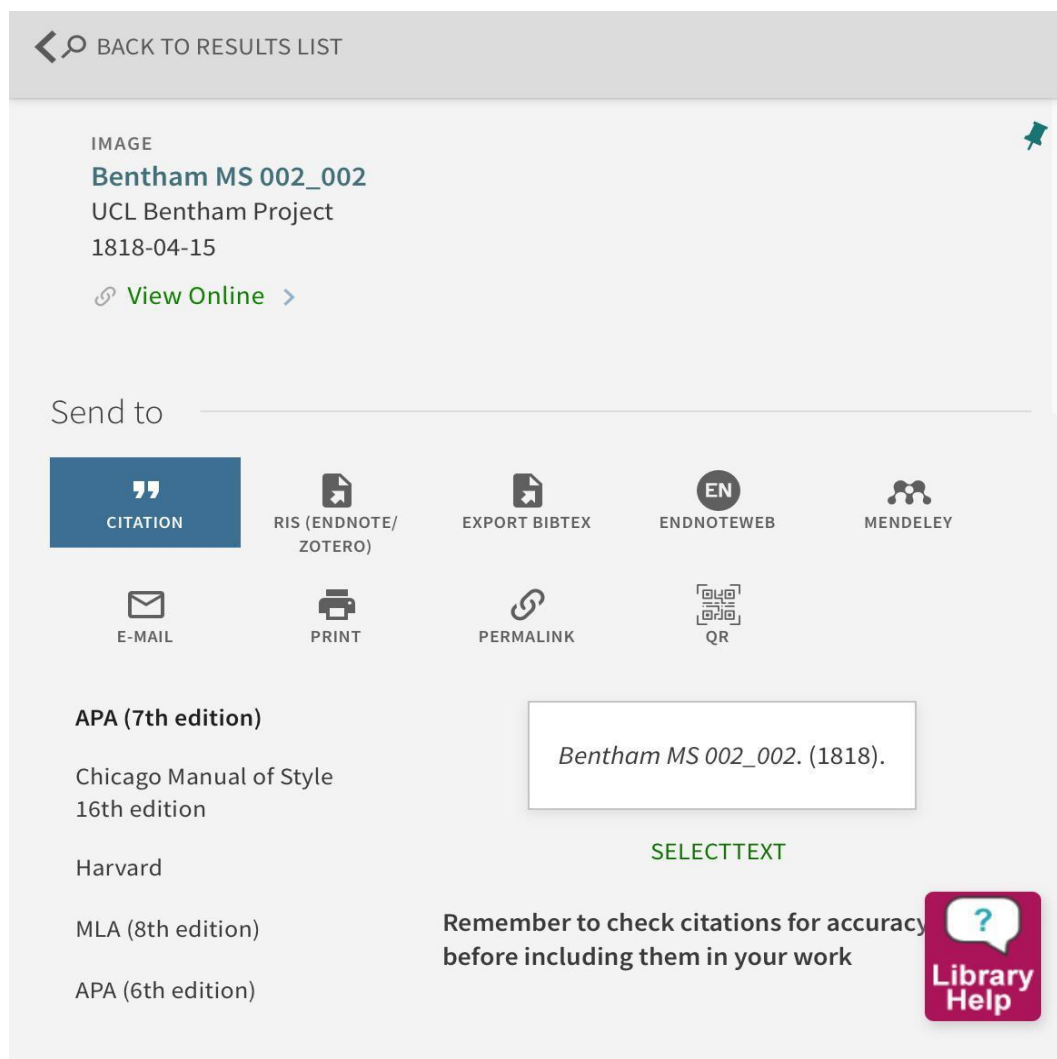 BACK TO RESULTS LIST
IMAGE
Bentham MS 002_002
UCL Bentham Project
1818-04-15
View Online
Send to
CITATION
RIS (ENDNOTE/
ZOTERO)
EXPORT BIBTEX
EN
ENDNOTEWEB
MENDELEY
E-MAIL
PRINT
PERMALINK
QR
APA (7th edition)
Chicago Manual of Style
16th edition
Harvard
MLA (8th edition)
APA (6th edition)
Bentham MS 002_002. (1818).
SELECTTEXT
Remember to check citations for accuracy
before including them in your work
?
Library
Help